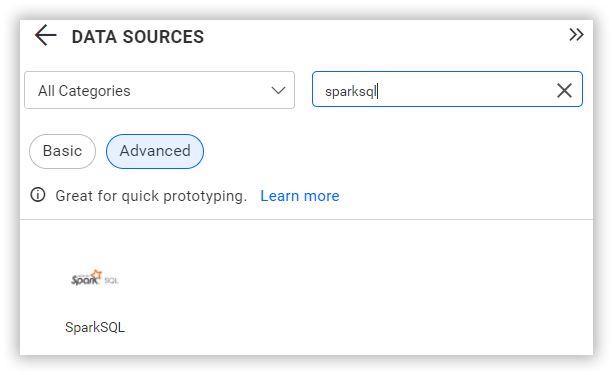 DATA SOURCES
All Categories
sparksql
Basic
Advanced
Great for quick prototyping. Learn more
Spark SQL
SparkSQL